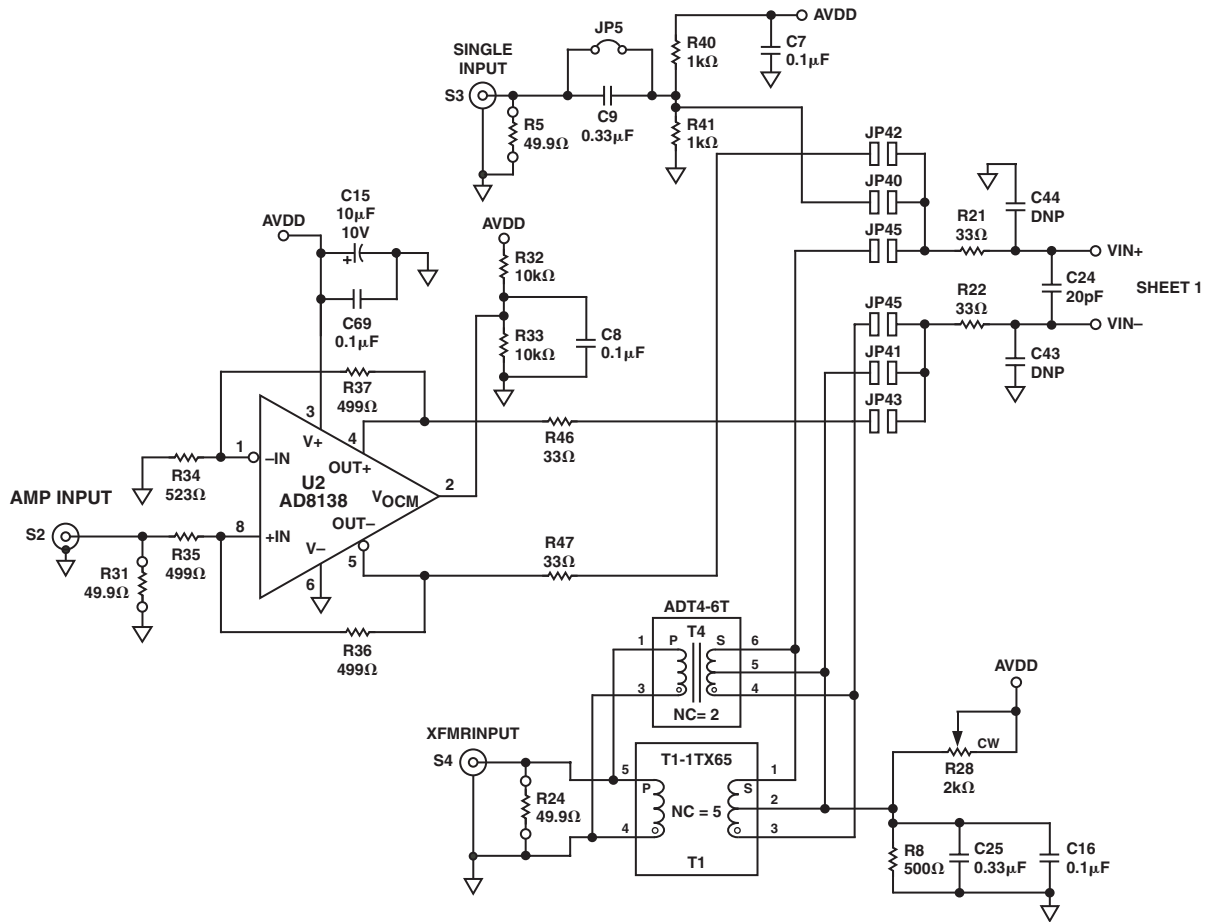 AVDD
JP5
R40
1kΩ
C7
0.1µF
SINGLE
INPUT
S3
R5
49.9Ω
C9
0.33µF
R41
1kΩ
JP42
JP40
JP45
C44
DNP
R21
33Ω
VIN+
C24
20pF
SHEET 1
R22
33Ω
VIN–
JP45
JP41
JP43
C43
DNP
C15
10µF
10V
AVDD
+
C69
0.1µF
AVDD
R32
10kΩ
R33
10kΩ
C8
0.1µF
R37
499Ω
3
V+
4
OUT+
R46
33Ω
1
–IN
R34
523Ω
U2
AD8138
VOCM
2
AMP INPUT
S2
8
+IN
OUT–
V–
5
6
R35
499Ω
R31
49.9Ω
R47
33Ω
R36
499Ω
ADT4-6T
T4
1
P
S
6
5
3
4
NC= 2
AVDD
CW
R28
2kΩ
XFMRINPUT
S4
T1-1TX65
5
P
S
1
R24
49.9Ω
NC = 5
2
4
3
T1
R8
500Ω
C25
0.33µF
C16
0.1µF